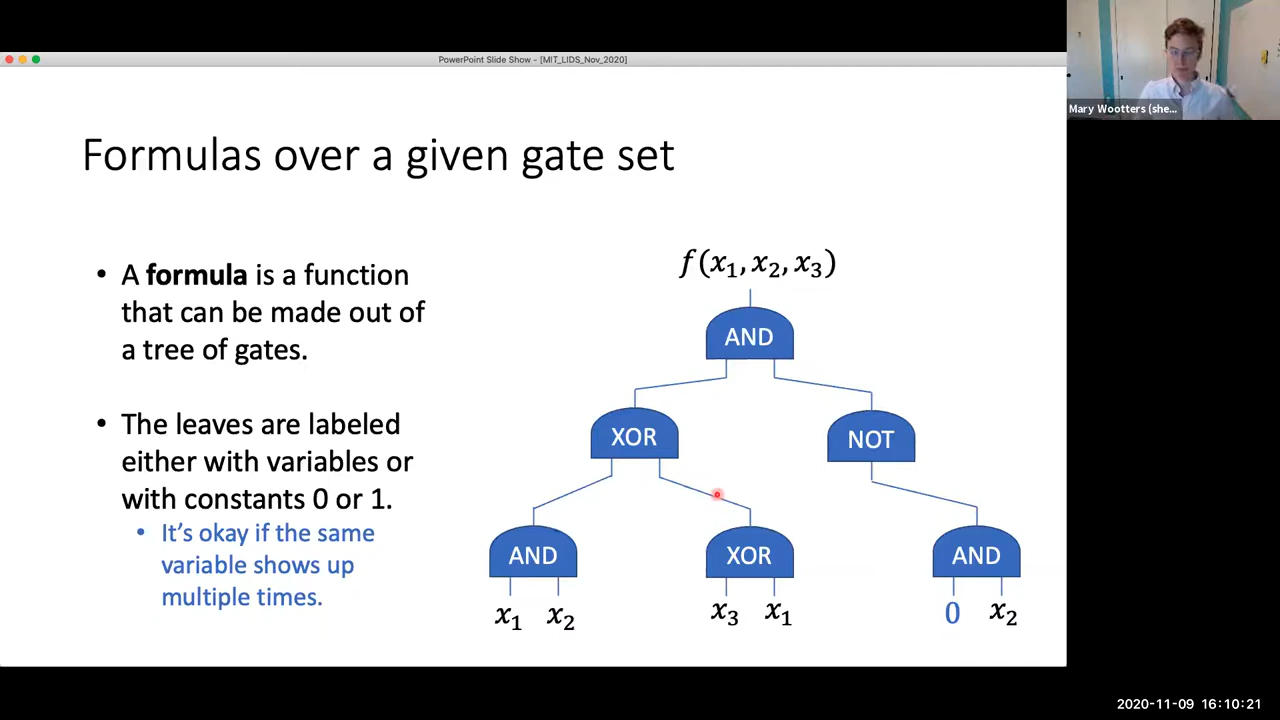 PowerPoint Slide Show - [MIT_LIDS_Nov_2020]
Mary Wootters (she...
Formulas over a given gate set
• A formula is a function
that can be made out of
a tree of gates.
• The leaves are labeled
either with variables or
with constants 0 or 1.
• It's okay if the same
variable shows up
multiple times.
f(x₁, x₂, x₃)
AND
XOR
NOT
AND
XOR
AND
x₁ x₂
x₃ x₁
0 x₂
2020-11-09 16:10:21